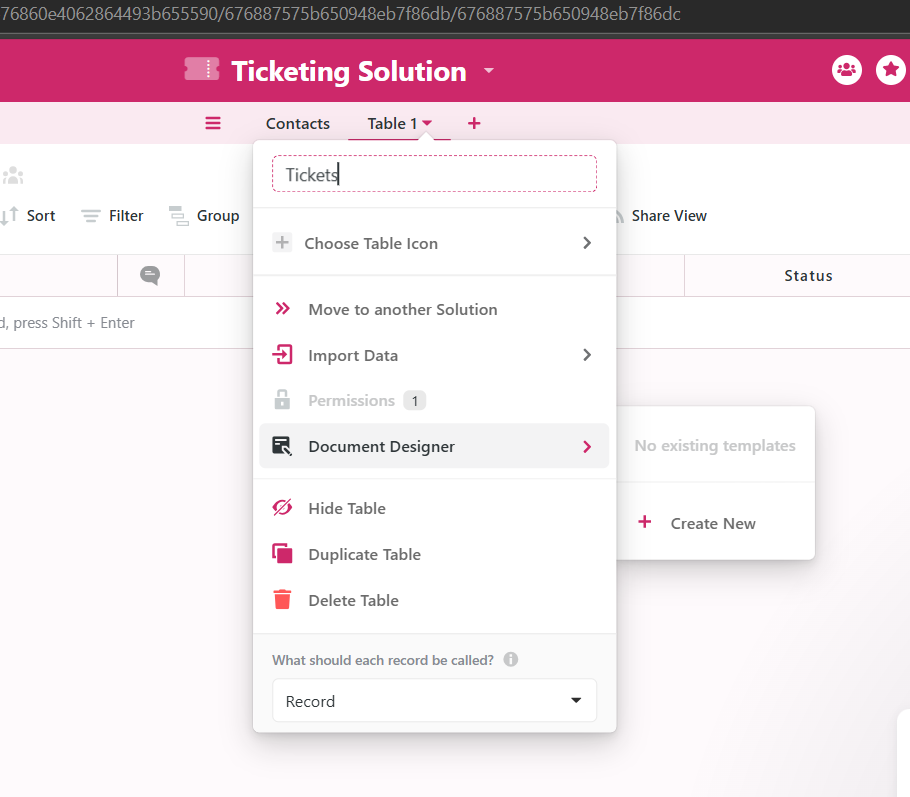 76860e4062864493b655590/676887575b650948eb7f86db/676887575b650948eb7f86dc
Ticketing Solution
Contacts
Table 1
+
Tickets
Sort
Filter
Group
Share View
Choose Table Icon
Status
Move to another Solution
d, press Shift + Enter
Import Data
Permissions 1
Document Designer
No existing templates
Hide Table
+ Create New
Duplicate Table
Delete Table
What should each record be called?
Record